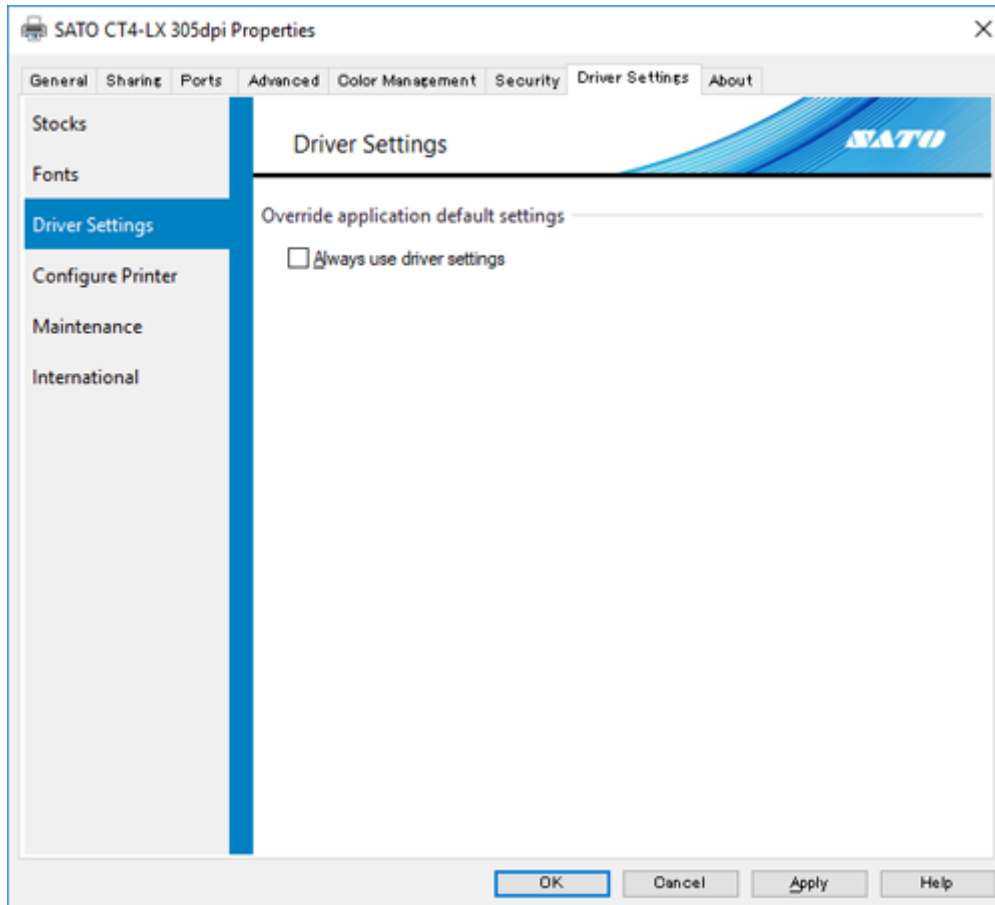 SATO CT4-LX 305dpi Properties
General Sharing Ports Advanced Color Management Security Driver Settings About
Stocks
Fonts
Driver Settings
Configure Printer
Maintenance
International
Driver Settings
SATO
Override application default settings
Always use driver settings
OK Cancel Apply Help